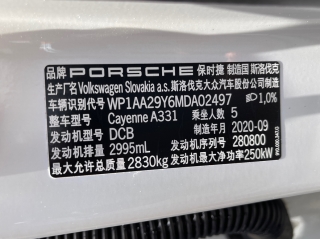 品牌 PORSCHE 保时捷 制造国 斯洛伐克
生产厂名 Volkswagen Slovakia a.s. 斯洛伐克大众汽车股份制公司
车辆识别代号 WP1AA29Y6MDA02497 1,0%
整车型号 Cayenne A331 乘坐人数 5
发动机型号 DCB 制造年月 2020-09
发动机排量 2995mL 发动机号 280800
最大允许总质量 2830kg 发动机最大净功率 250kW